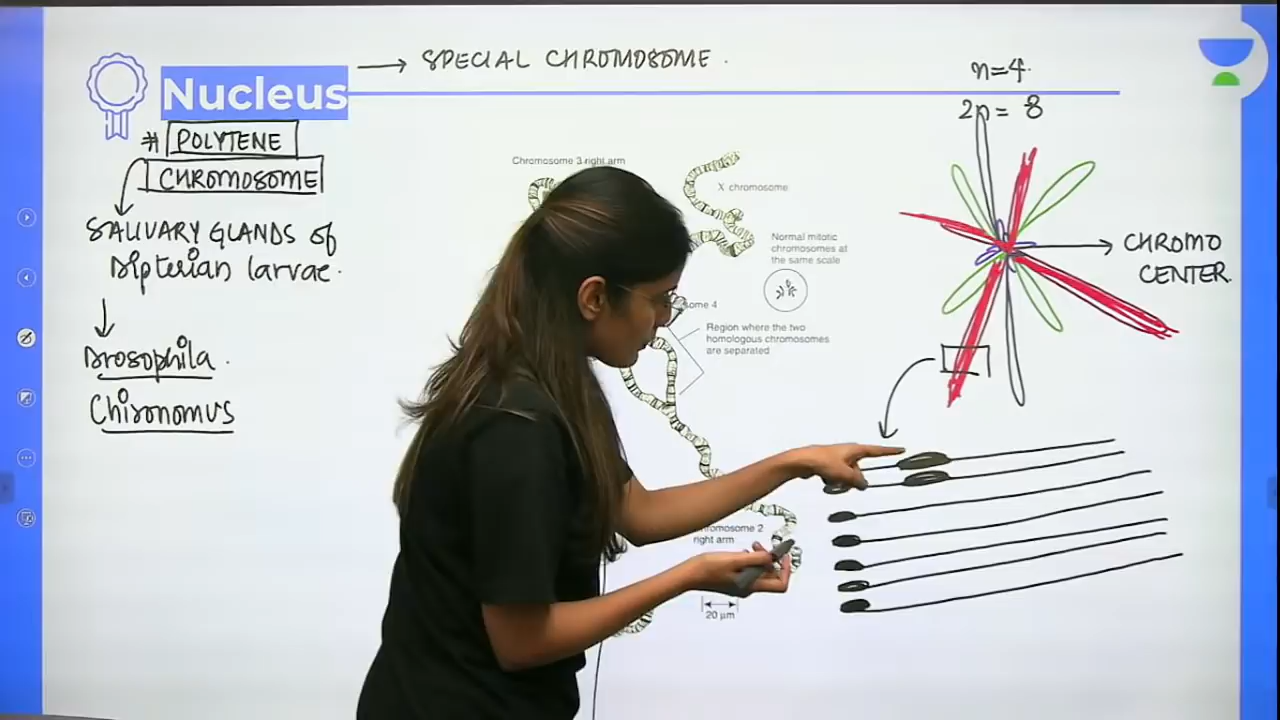 → SPECIAL CHROMOSOME.
Nucleus
# POLYTENE
CHROMOSOME
SALIVARY GLANDS of
Dipterian larvae.
Drosophila.
Chironomus
Chromosome 3 right arm
X chromosome
Normal mitotic
chromosomes at
the same scale
4
Region where the two
homologous chromosomes
are separated
2
right arm
20 µm
n=4.
2n = 8
CHROMO
CENTER.